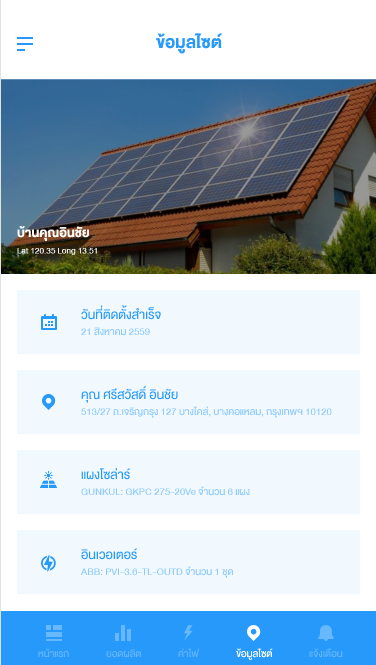 ข้อมูลไซต์
บ้านคุณอินชัย
Lat 120.35 Long 13.51
วันที่ติดตั้งสำเร็จ
21 สิงหาคม 2559
คุณ ศรีสวัสดิ์ อินชัย
513/27 ถ.เจริญกรุง 127 บางโคล่, บางคอแหลม, กรุงเทพฯ 10120
แผงโซล่าร์
GUNKUL: GKPC 275-20Ve จำนวน 6 แผง
อินเวอเตอร์
ABB: PVI-3.6-TL-OUTD จำนวน 1 ชุด
หน้าแรก ยอดผลิต ค่าไฟ ข้อมูลไซต์ แจ้งเตือน